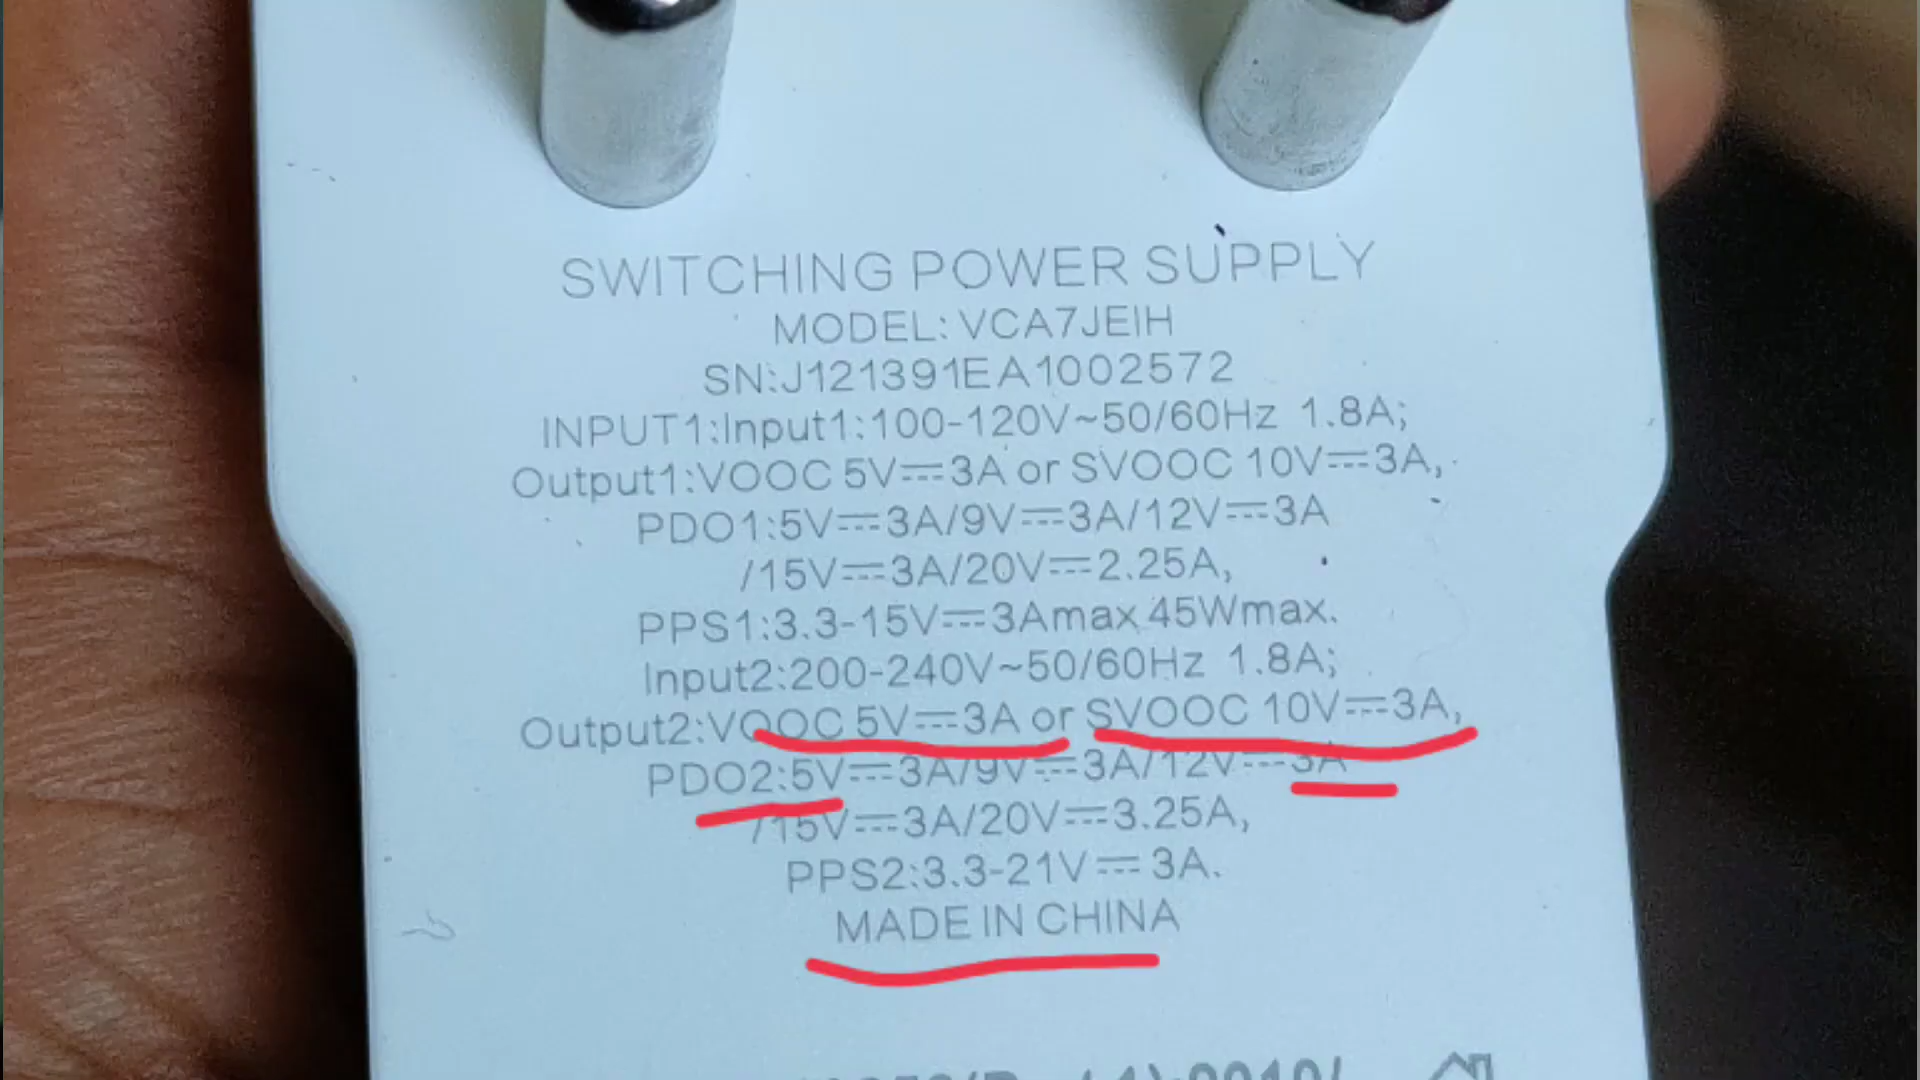 SWITCHING POWER SUPPLY
MODEL: VCA7JEIH
SN:J121391EA1002572
INPUT1:Input1:100-120V~50/60Hz 1.8A;
Output1:VOOC 5V⎓3A or SVOOC 10V⎓3A,
PDO1:5V⎓3A/9V⎓3A/12V⎓3A
/15V⎓3A/20V⎓2.25A,
PPS1:3.3-15V⎓3Amax 45Wmax.
Input2:200-240V~50/60Hz 1.8A;
Output2:VOOC 5V⎓3A or SVOOC 10V⎓3A,
PDO2:5V⎓3A/9V⎓3A/12V⎓3A
/15V⎓3A/20V⎓3.25A,
PPS2:3.3-21V⎓3A.
MADE IN CHINA